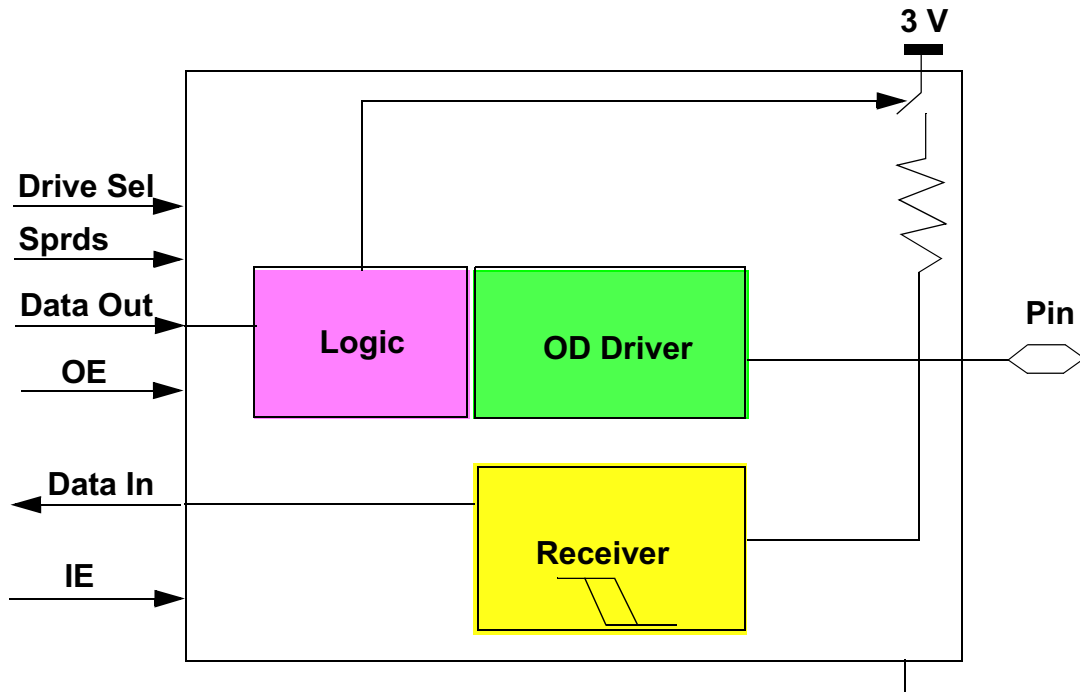 3 V
Drive Sel
Sprds
Data Out
OE
Logic
OD Driver
Pin
Data In
IE
Receiver